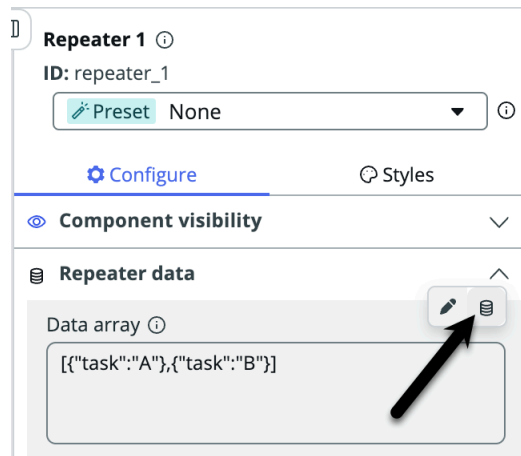 Repeater 1
ID: repeater_1
Preset None
Configure Styles
Component visibility
Repeater data
Data array
[{"task":"A"},{"task":"B"}]